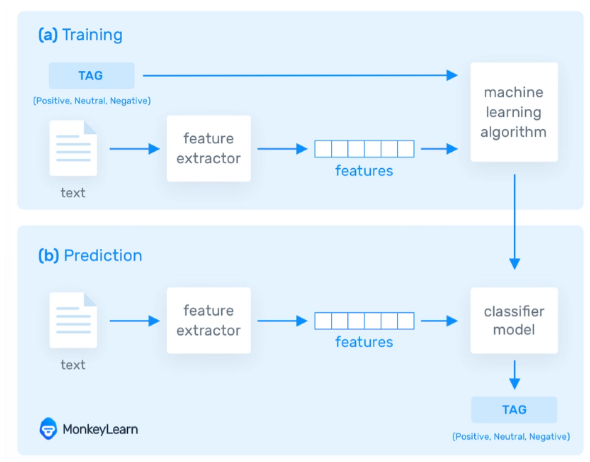 (a) Training
TAG
(Positive, Neutral, Negative)
machine
learning
algorithm
feature
extractor
features
text
(b) Prediction
feature
extractor
features
classifier
model
text
TAG
(Positive, Neutral, Negative)
MonkeyLearn